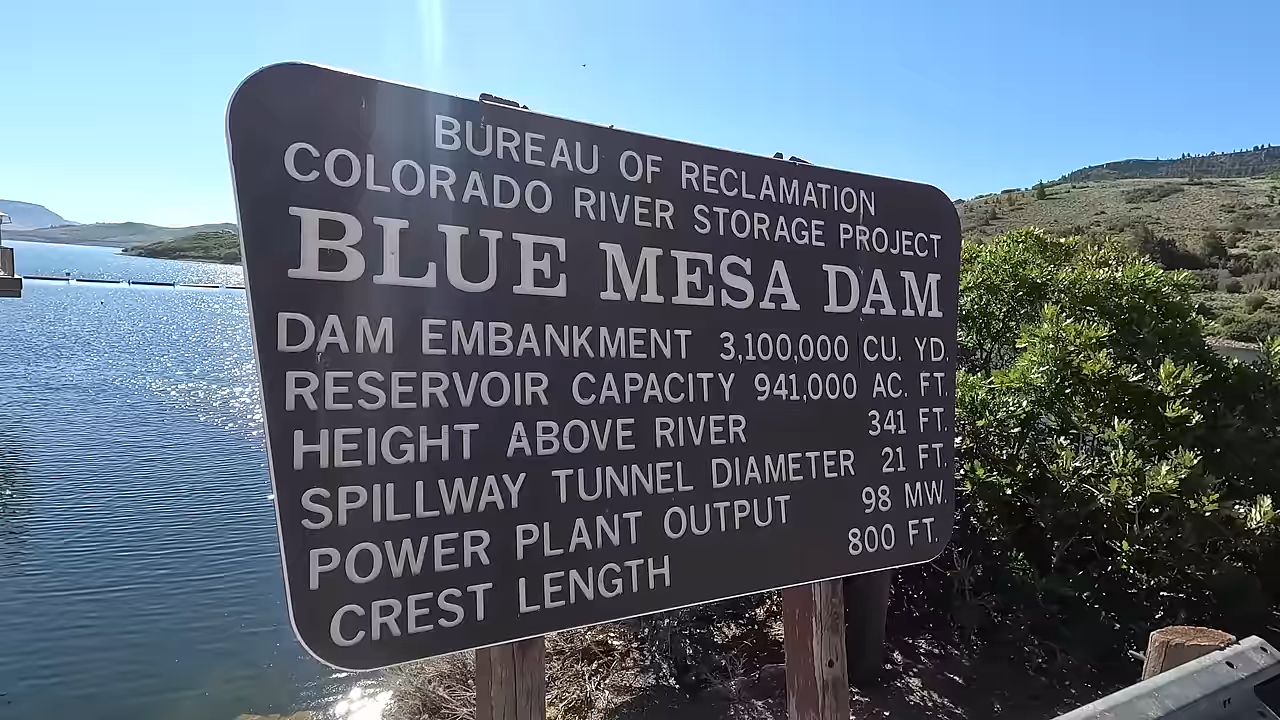 BUREAU OF RECLAMATION
COLORADO RIVER STORAGE PROJECT
BLUE MESA DAM
DAM EMBANKMENT 3,100,000 CU. YD.
RESERVOIR CAPACITY 941,000 AC. FT.
HEIGHT ABOVE RIVER 341 FT.
SPILLWAY TUNNEL DIAMETER 21 FT.
POWER PLANT OUTPUT 98 MW.
CREST LENGTH 800 FT.